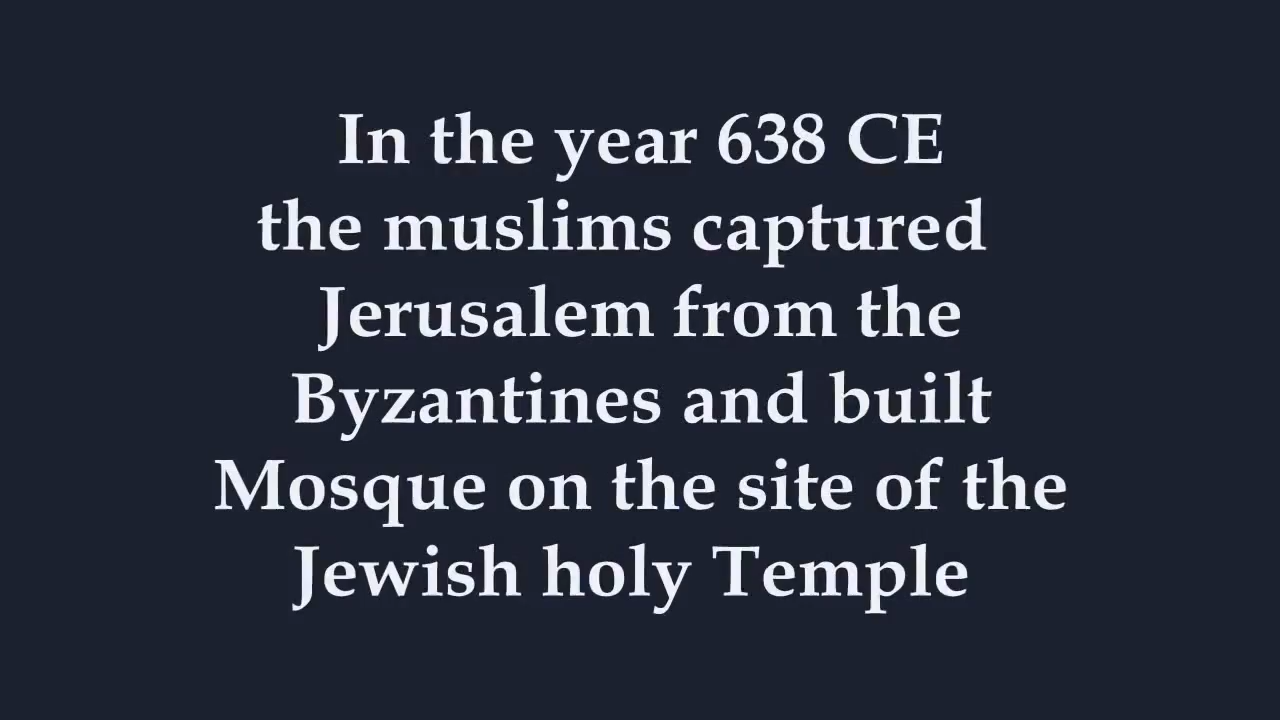 In the year 638 CE
the muslims captured
Jerusalem from the
Byzantines and built
Mosque on the site of the
Jewish holy Temple